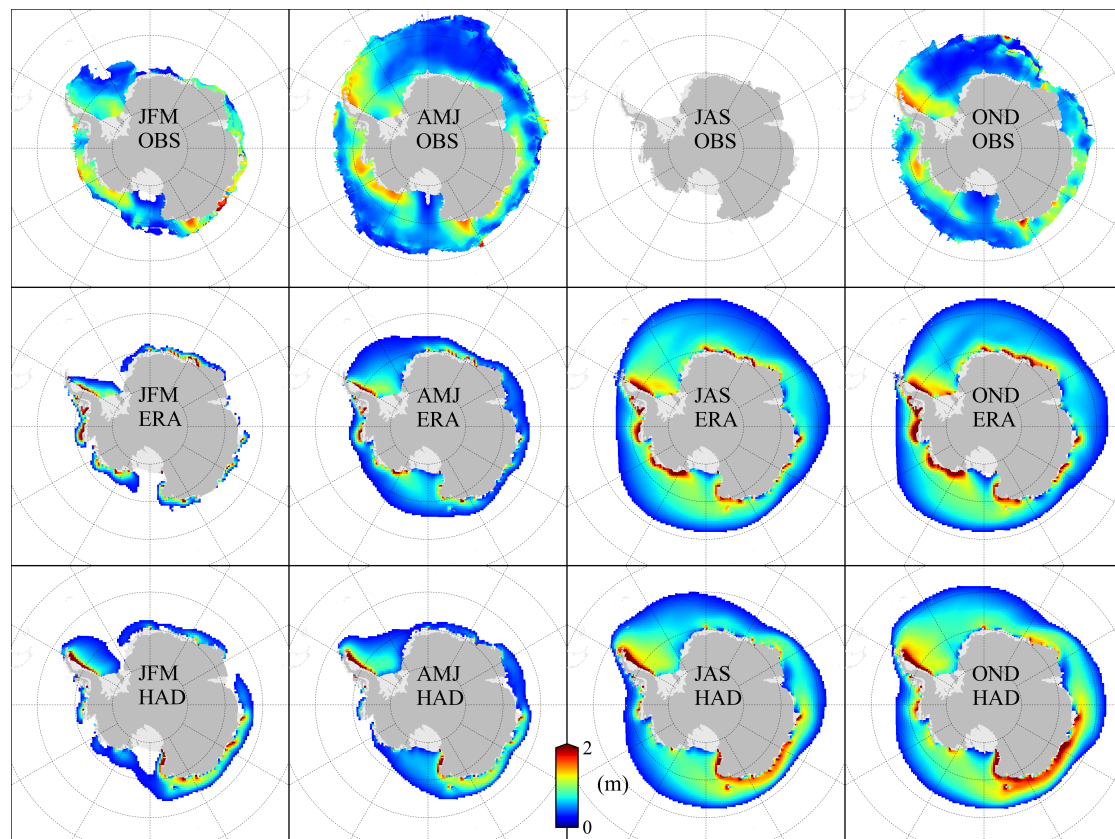 JFM
OBS
AMJ
OBS
JAS
OBS
OND
OBS
JFM
ERA
AMJ
ERA
JAS
ERA
OND
ERA
JFM
HAD
AMJ
HAD
JAS
HAD
OND
HAD
2
(m)
0